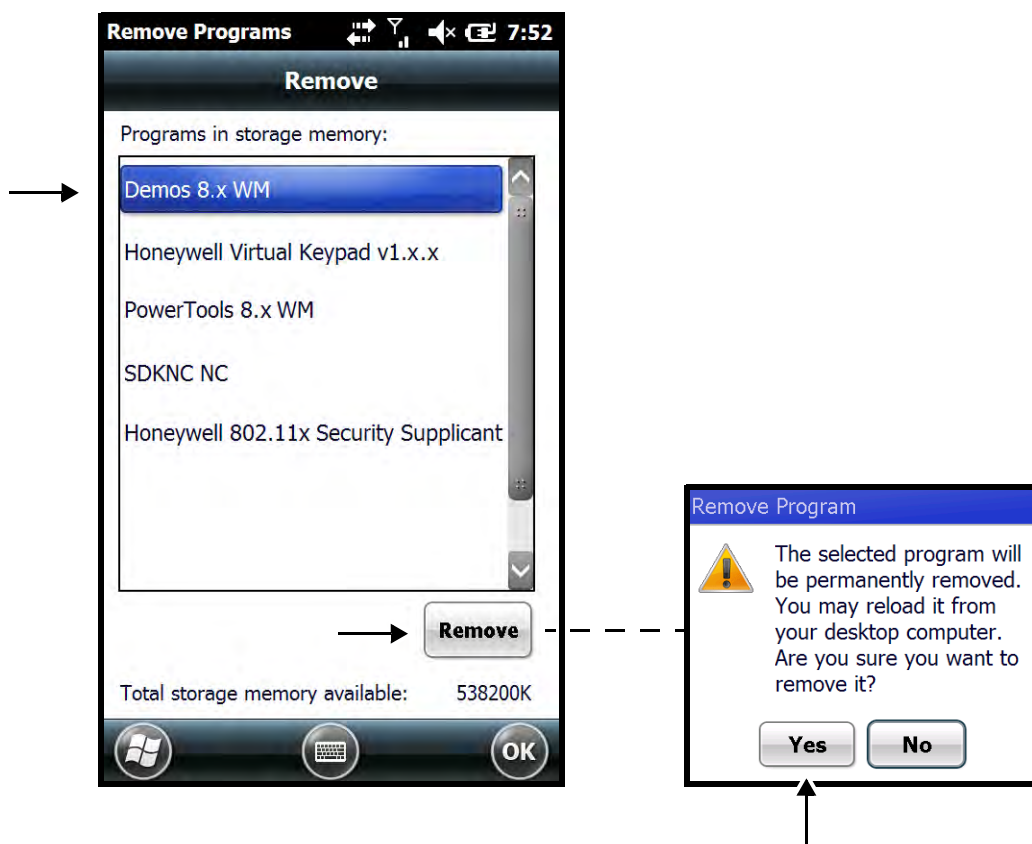 Remove Programs 7:52
Remove
Programs in storage memory:
Demos 8.x WM
Honeywell Virtual Keypad v1.x.x
PowerTools 8.x WM
SDKNC NC
Honeywell 802.11x Security Supplicant
Remove
Total storage memory available: 538200K
OK
Remove Program
The selected program will
be permanently removed.
You may reload it from
your desktop computer.
Are you sure you want to
remove it?
Yes No